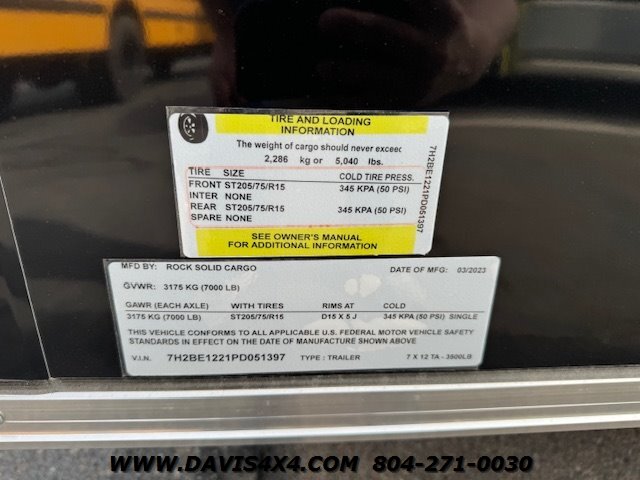 TIRE AND LOADING
INFORMATION
The weight of cargo should never exceed
2,286 kg or 5,040 lbs.
TIRE SIZE COLD TIRE PRESS.
FRONT ST205/75/R15 345 KPA (50 PSI)
INTER NONE
REAR ST205/75/R15 345 KPA (50 PSI)
SPARE NONE
SEE OWNER'S MANUAL
FOR ADDITIONAL INFORMATION
7H2BE1221PD051397
MFD BY: ROCK SOLID CARGO DATE OF MFG: 03/2023
GVWR: 3175 KG (7000 LB)
GAWR (EACH AXLE) WITH TIRES RIMS AT COLD
3175 KG (7000 LB) ST205/75/R15 D15 X 5 J 345 KPA (50 PSI) SINGLE
THIS VEHICLE CONFORMS TO ALL APPLICABLE U.S. FEDERAL MOTOR VEHICLE SAFETY
STANDARDS IN EFFECT ON THE DATE OF MANUFACTURE SHOWN ABOVE
V.I.N. 7H2BE1221PD051397 TYPE : TRAILER 7 X 12 TA - 3500LB
WWW.DAVIS4X4.COM 804-271-0030